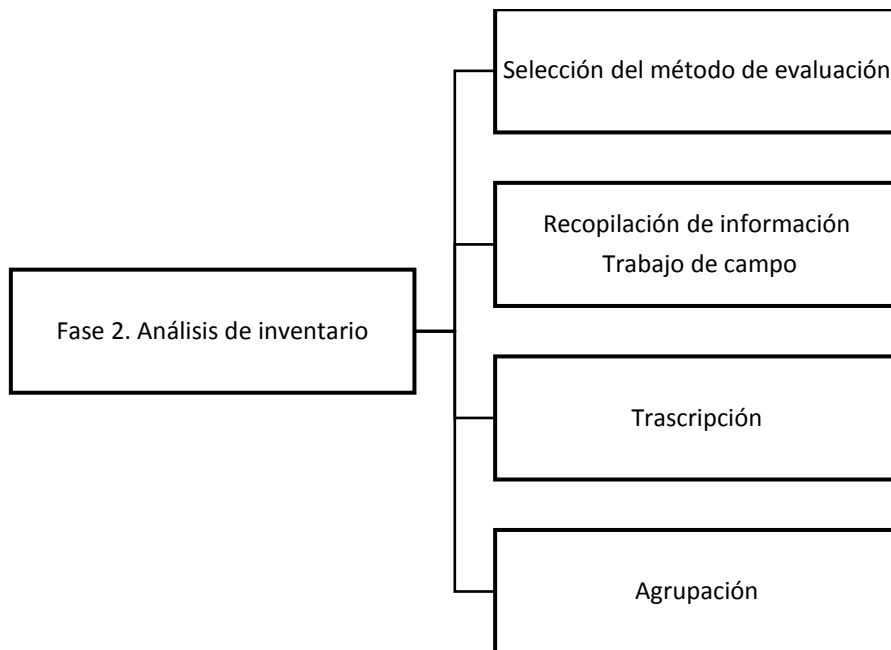 Selección del método de evaluación
Recopilación de información
Trabajo de campo
Fase 2. Análisis de inventario
Trascripción
Agrupación